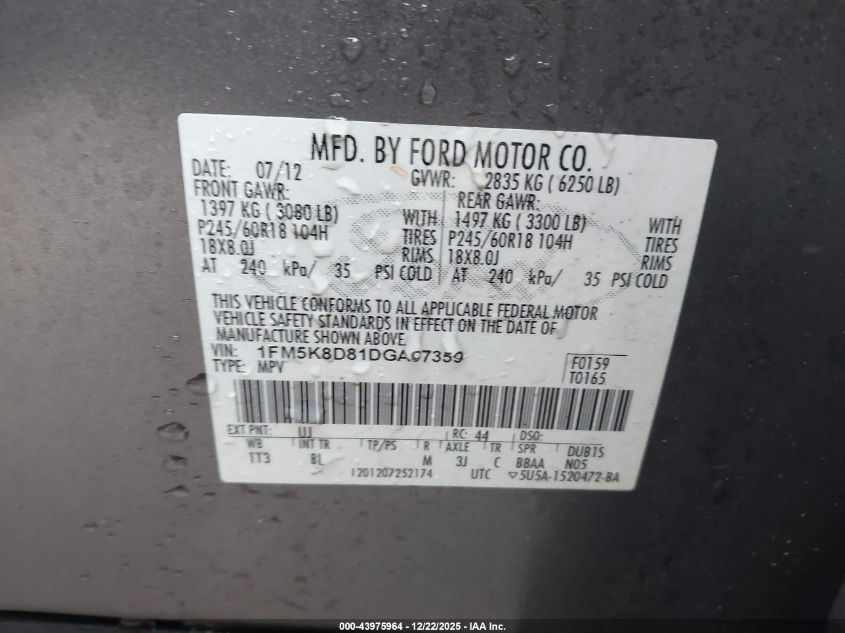 MFD. BY FORD MOTOR CO.
DATE: 07/12 GVWR: 2835 KG ( 6250 LB)
FRONT GAWR: REAR GAWR:
1397 KG ( 3080 LB) WITH 1497 KG ( 3300 LB) WITH
P245/60R18 104H TIRES P245/60R18 104H TIRES
18X8.0J RIMS 18X8.0J RIMS
AT 240 kPa/ 35 PSI COLD AT 240 kPa/ 35 PSI COLD
THIS VEHICLE CONFORMS TO ALL APPLICABLE FEDERAL MOTOR
VEHICLE SAFETY STANDARDS IN EFFECT ON THE DATE OF
MANUFACTURE SHOWN ABOVE.
VIN: 1FM5K8D81DGA07359 F0159
TYPE: MPV T0165
EXT PNT: UJ RC: 44 DSO:
WB INT TR TP/PS R AXLE TR SPR DUB1S
1T3 BL M 3J C BBAA N05
1201207252174 UTC ▽5U5A-1520472-BA
000-43975964 - 12/22/2025 - IAA Inc.